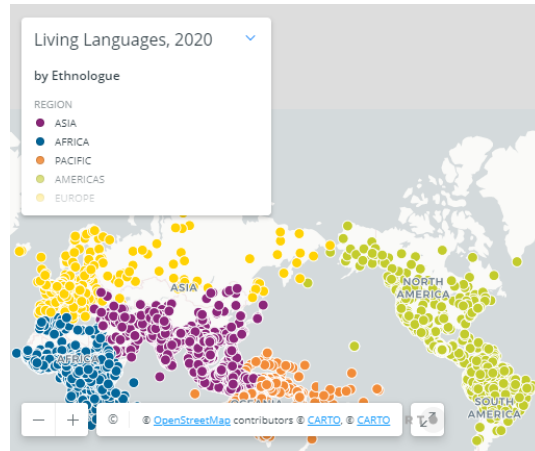 Living Languages, 2020
by Ethnologue
REGION
ASIA
AFRICA
PACIFIC
AMERICAS
EUROPE
ASIA
NORTH
AMERICA
AFRICA
OCEANIA
SOUTH
AMERICA
− + © © OpenStreetMap contributors © CARTO, © CARTO